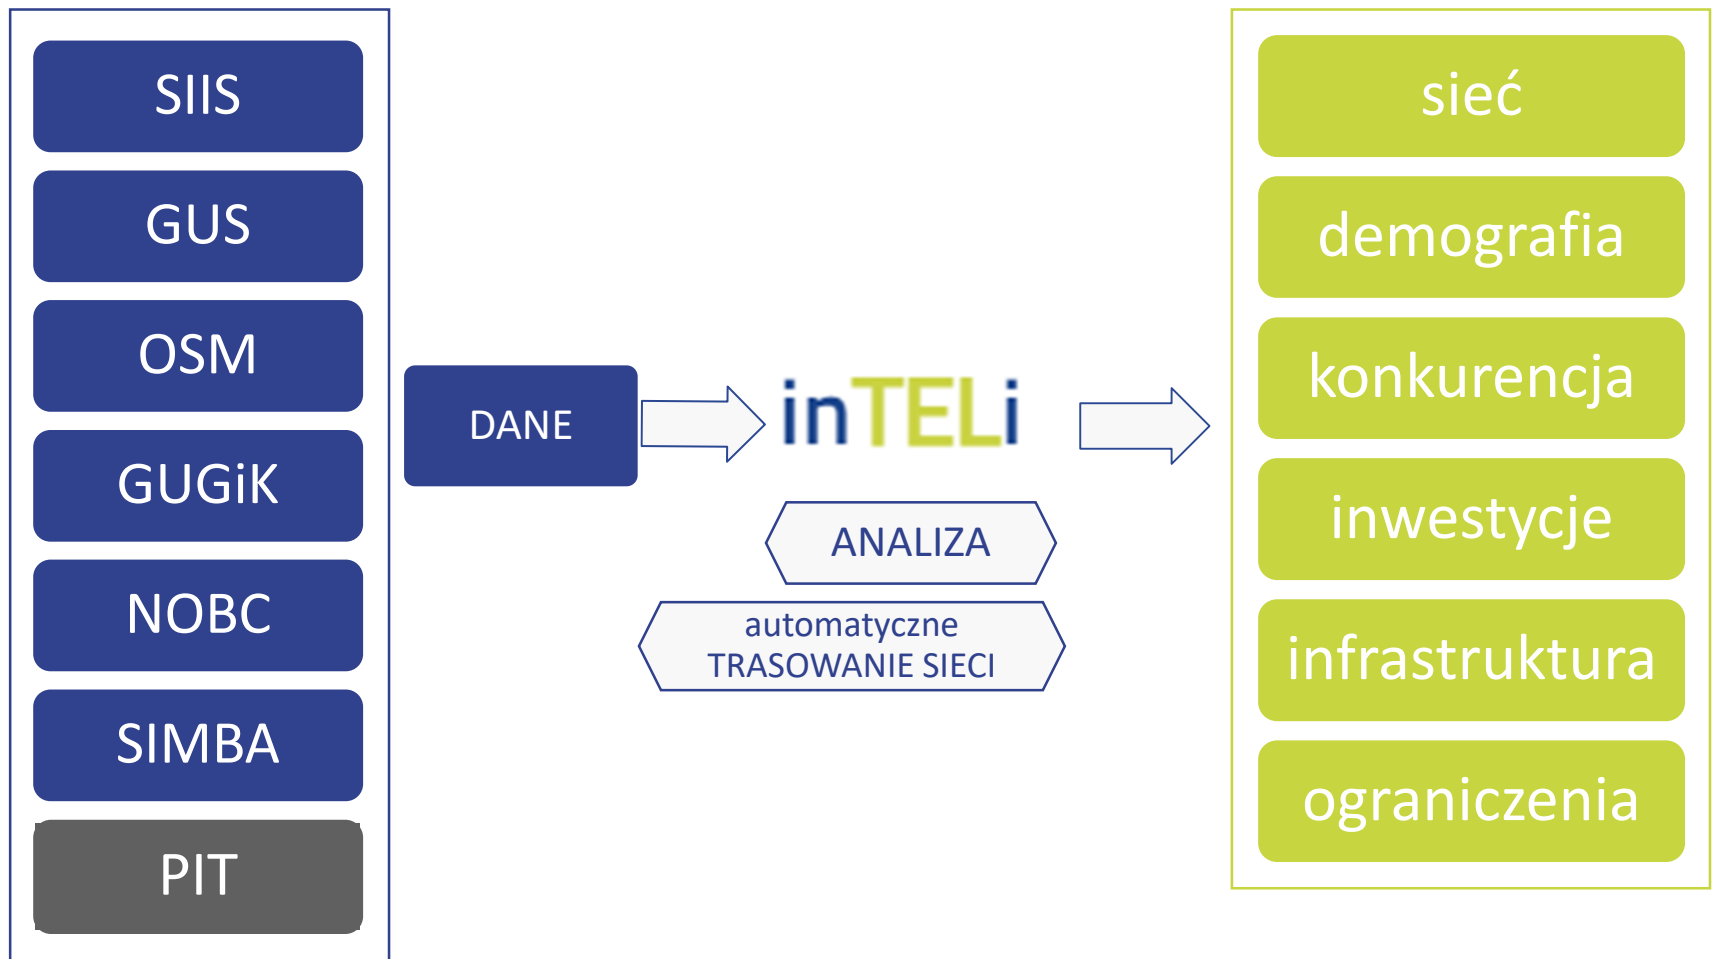 SIIS
GUS
OSM
GUGiK
NOBC
SIMBA
PIT
DANE
inTELi
ANALIZA
automatyczne
TRASOWANIE SIECI
sieć
demografia
konkurencja
inwestycje
infrastruktura
ograniczenia